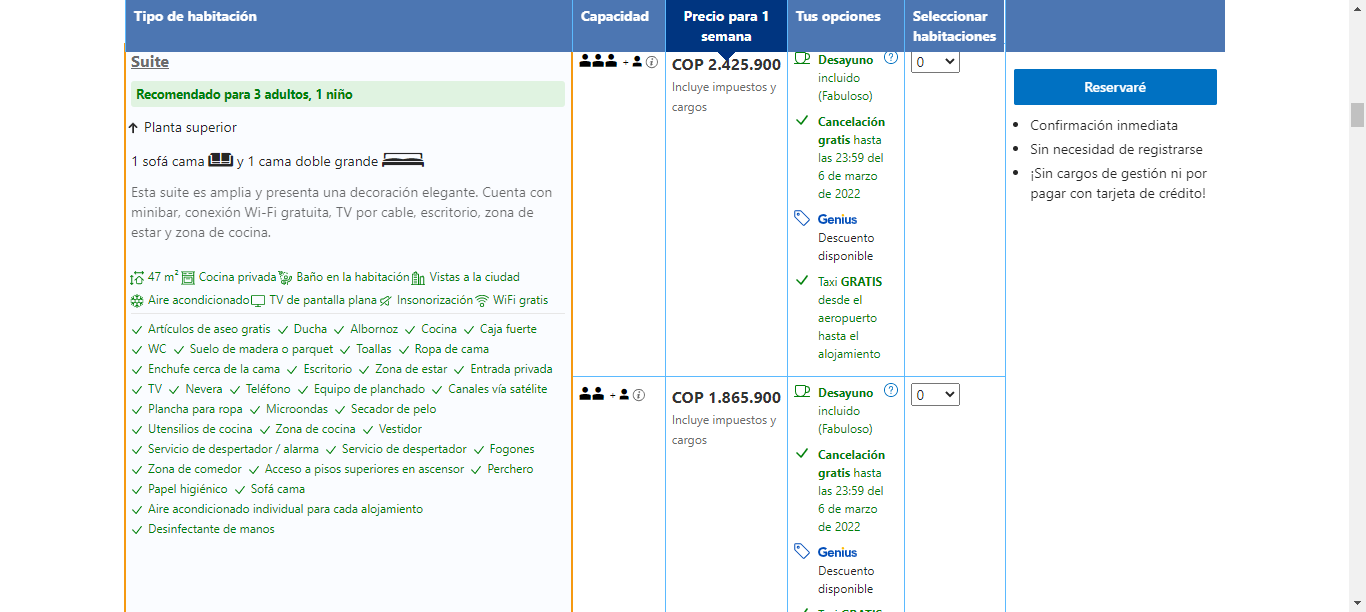 Tipo de habitación
Capacidad
Precio para 1
semana
Tus opciones
Seleccionar
habitaciones
Suite
Recomendado para 3 adultos, 1 niño
Planta superior
1 sofá cama y 1 cama doble grande
Esta suite es amplia y presenta una decoración elegante. Cuenta con
minibar, conexión Wi-Fi gratuita, TV por cable, escritorio, zona de
estar y zona de cocina.
47 m² Cocina privada Baño en la habitación Vistas a la ciudad
Aire acondicionado TV de pantalla plana Insonorización WiFi gratis
Artículos de aseo gratis Ducha Albornoz Cocina Caja fuerte
WC Suelo de madera o parquet Toallas Ropa de cama
Enchufe cerca de la cama Escritorio Zona de estar Entrada privada
TV Nevera Teléfono Equipo de planchado Canales vía satélite
Plancha para ropa Microondas Secador de pelo
Utensilios de cocina Zona de cocina Vestidor
Servicio de despertador / alarma Servicio de despertador Fogones
Zona de comedor Acceso a pisos superiores en ascensor Perchero
Papel higiénico Sofá cama
Aire acondicionado individual para cada alojamiento
Desinfectante de manos
+
COP 2.425.900
Incluye impuestos y
cargos
Desayuno
incluido
(Fabuloso)
Cancelación
gratis hasta
las 23:59 del
6 de marzo
de 2022
Genius
Descuento
disponible
Taxi GRATIS
desde el
aeropuerto
hasta el
alojamiento
0
+
COP 1.865.900
Incluye impuestos y
cargos
Desayuno
incluido
(Fabuloso)
Cancelación
gratis hasta
las 23:59 del
6 de marzo
de 2022
Genius
Descuento
disponible
Taxi GRATIS
0
Reservaré
Confirmación inmediata
Sin necesidad de registrarse
¡Sin cargos de gestión ni por
pagar con tarjeta de crédito!